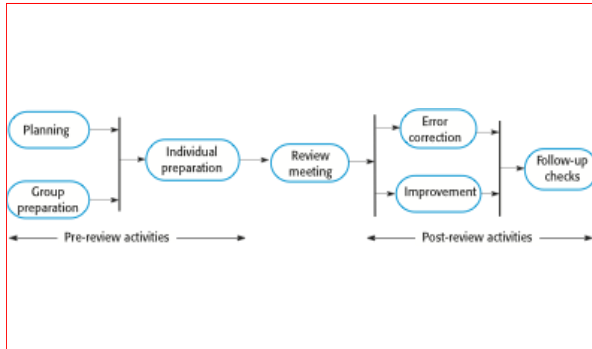 Planning
Group
preparation
Individual
preparation
Review
meeting
Error
correction
Improvement
Follow-up
checks
Pre-review activities
Post-review activities